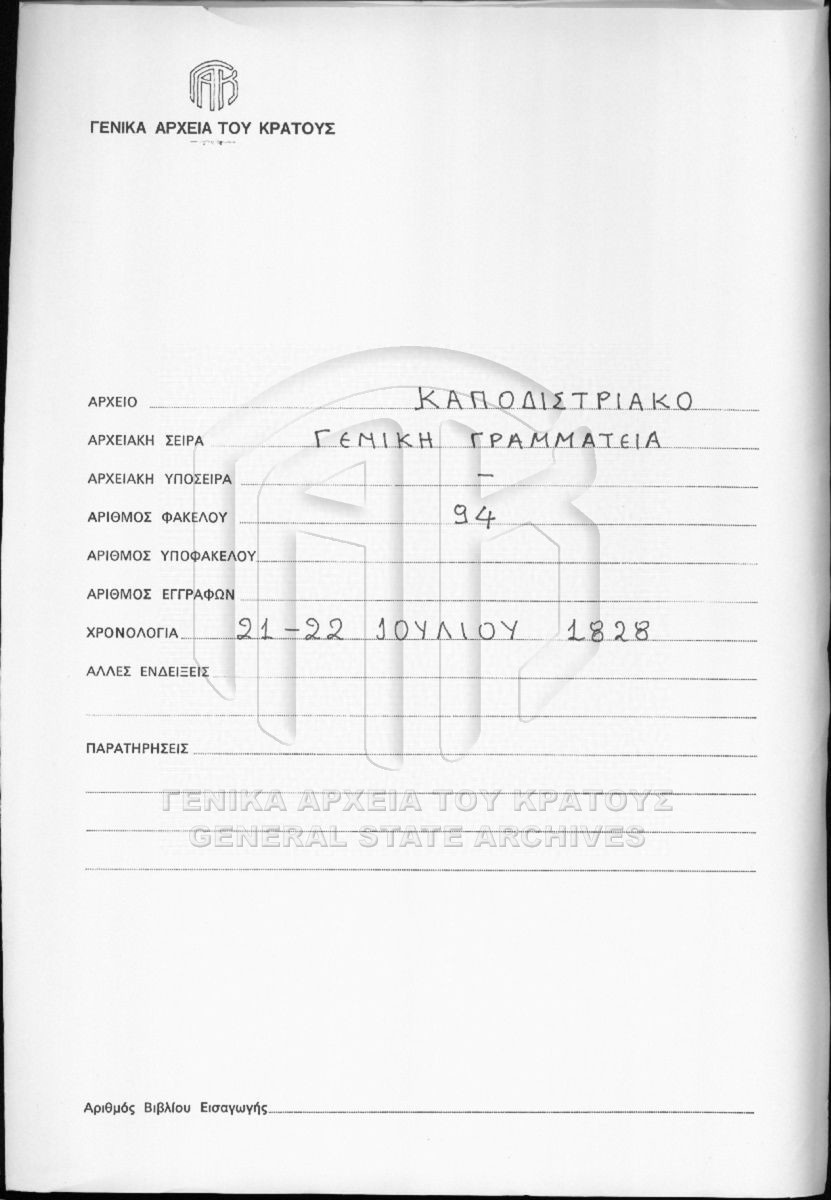 ΓΕΝΙΚΑ ΑΡΧΕΙΑ ΤΟΥ ΚΡΑΤΟΥΣ
ΑΡΧΕΙΟ ΚΑΠΟΔΙΣΤΡΙΑΚΟ
ΑΡΧΕΙΑΚΗ ΣΕΙΡΑ ΓΕΝΙΚΗ ΓΡΑΜΜΑΤΕΙΑ
ΑΡΧΕΙΑΚΗ ΥΠΟΣΕΙΡΑ –
ΑΡΙΘΜΟΣ ΦΑΚΕΛΟΥ 94
ΑΡΙΘΜΟΣ ΥΠΟΦΑΚΕΛΟΥ
ΑΡΙΘΜΟΣ ΕΓΓΡΑΦΩΝ
ΧΡΟΝΟΛΟΓΙΑ 21-22 ΙΟΥΛΙΟΥ 1828
ΑΛΛΕΣ ΕΝΔΕΙΞΕΙΣ
ΠΑΡΑΤΗΡΗΣΕΙΣ
ΓΕΝΙΚΑ ΑΡΧΕΙΑ ΤΟΥ ΚΡΑΤΟΥΣ
GENERAL STATE ARCHIVES
Αριθμός Βιβλίου Εισαγωγής